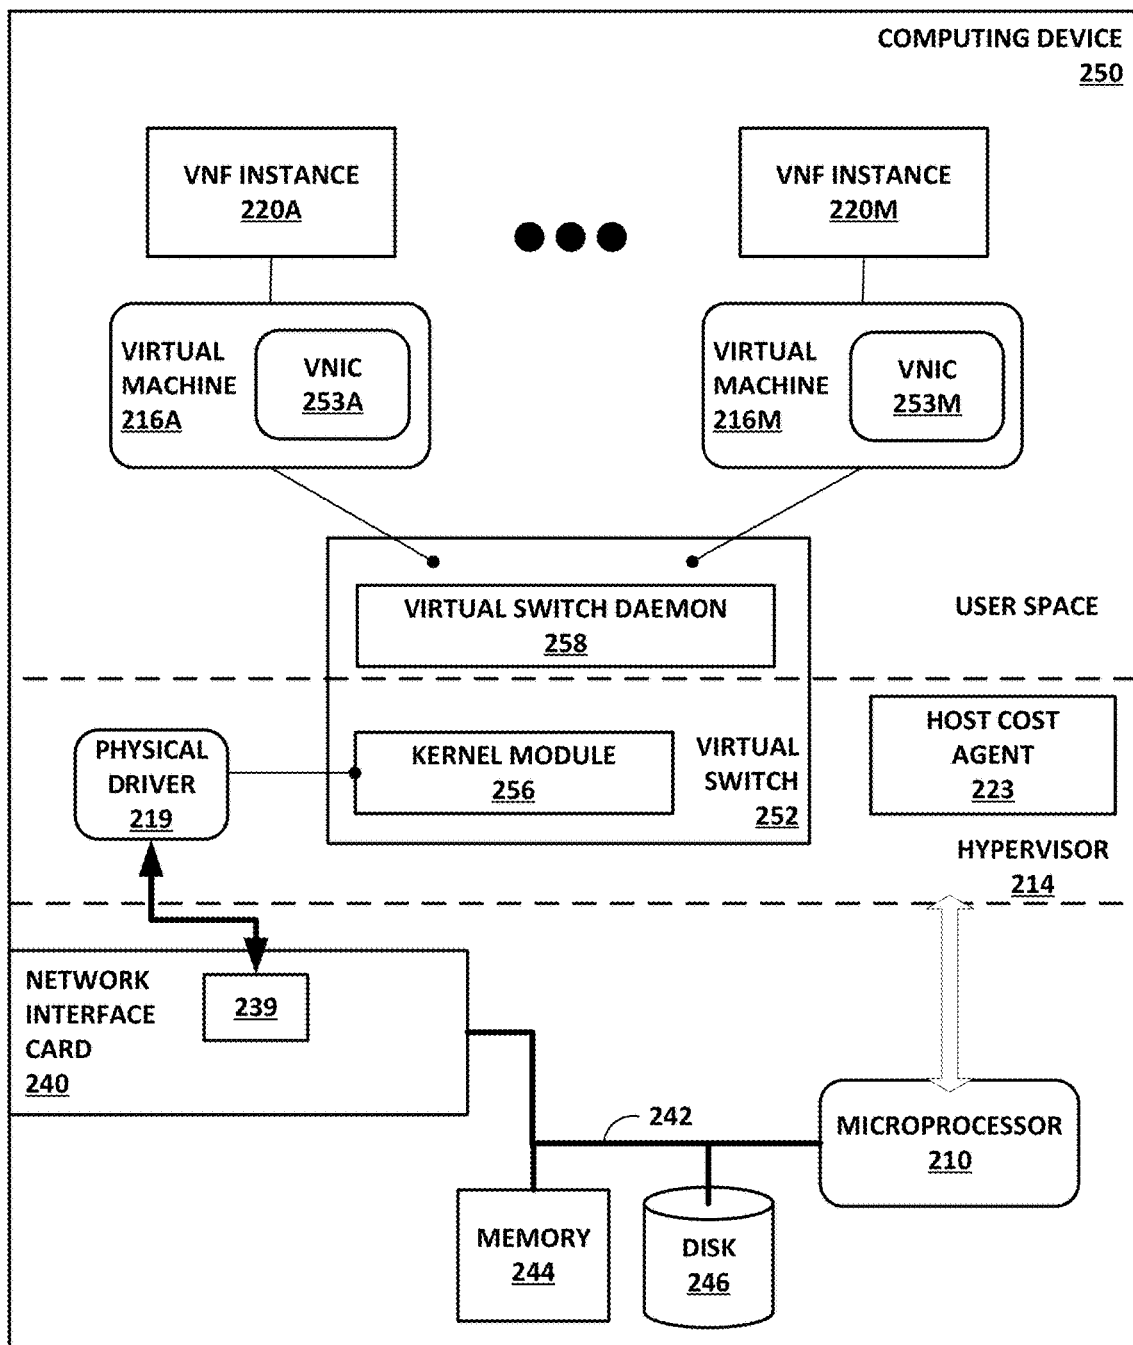 COMPUTING DEVICE
250
VNF INSTANCE
220A
VNF INSTANCE
220M
VIRTUAL
MACHINE
216A
VNIC
253A
VIRTUAL
MACHINE
216M
VNIC
253M
VIRTUAL SWITCH DAEMON
258
USER SPACE
PHYSICAL
DRIVER
219
KERNEL MODULE
256
VIRTUAL
SWITCH
252
HOST COST
AGENT
223
HYPERVISOR
214
NETWORK
INTERFACE
CARD
240
239
242
MICROPROCESSOR
210
MEMORY
244
DISK
246